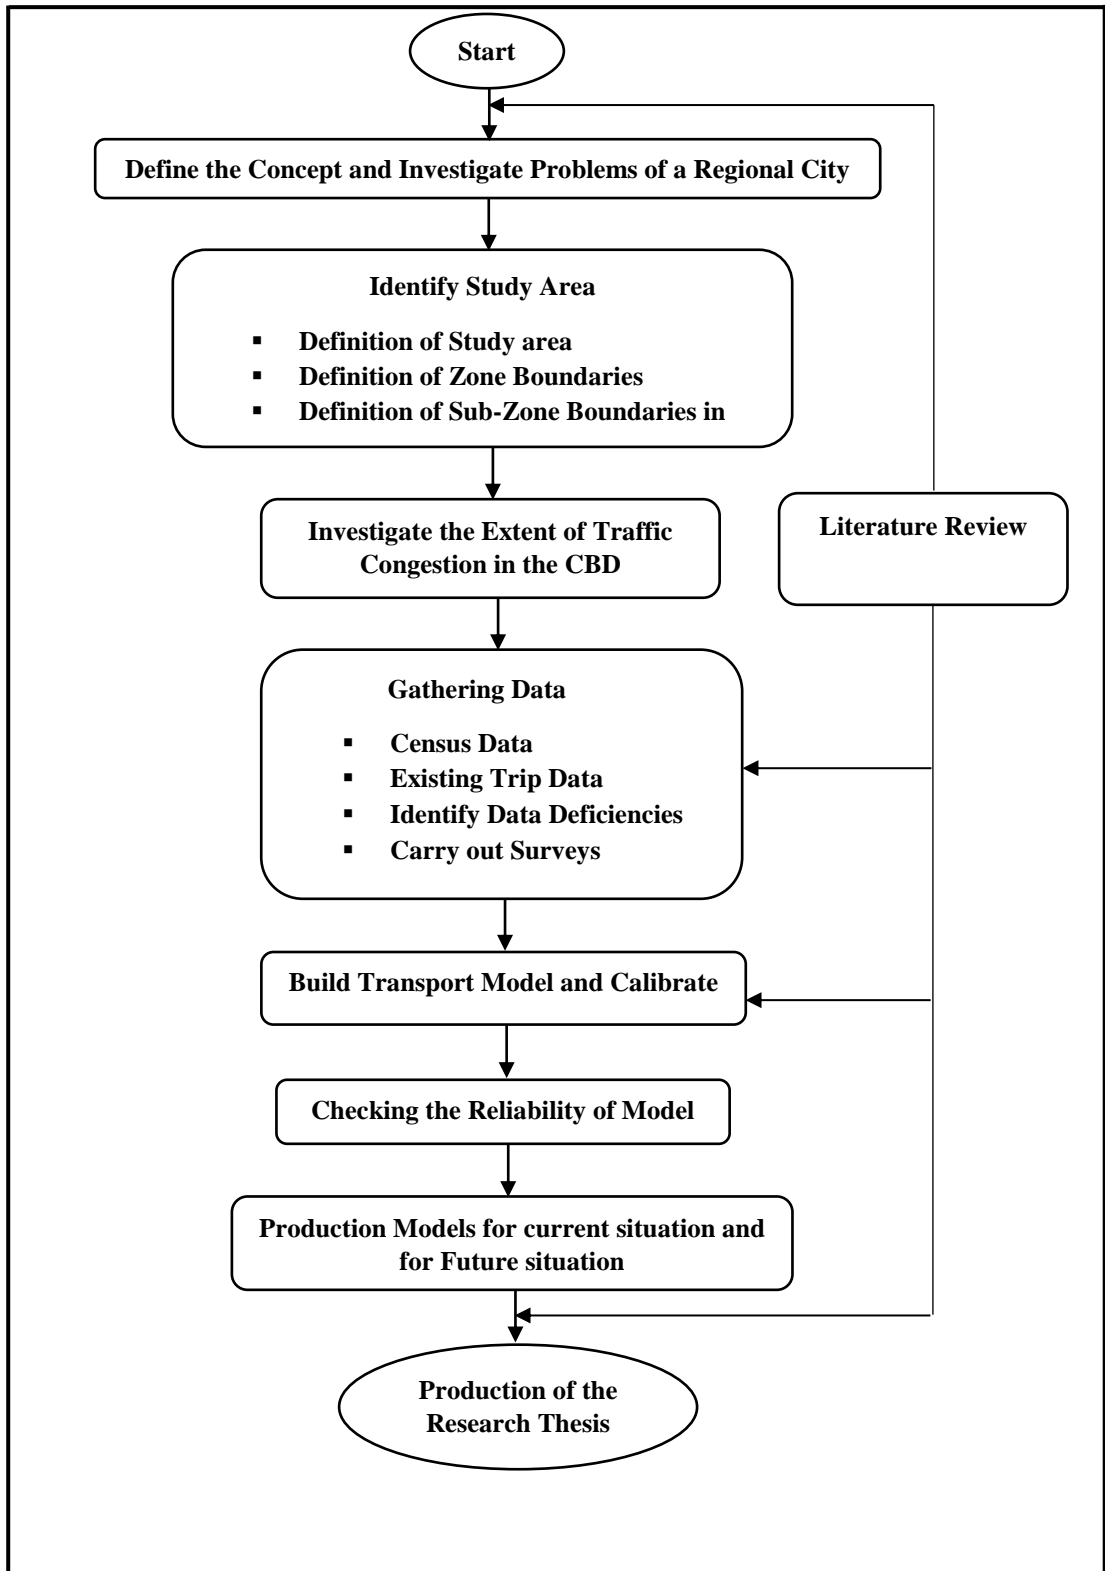 Start
Define the Concept and Investigate Problems of a Regional City
Identify Study Area
▪ Definition of Study area
▪ Definition of Zone Boundaries
▪ Definition of Sub-Zone Boundaries in
Investigate the Extent of Traffic
Congestion in the CBD
Literature Review
Gathering Data
▪ Census Data
▪ Existing Trip Data
▪ Identify Data Deficiencies
▪ Carry out Surveys
Build Transport Model and Calibrate
Checking the Reliability of Model
Production Models for current situation and
for Future situation
Production of the
Research Thesis